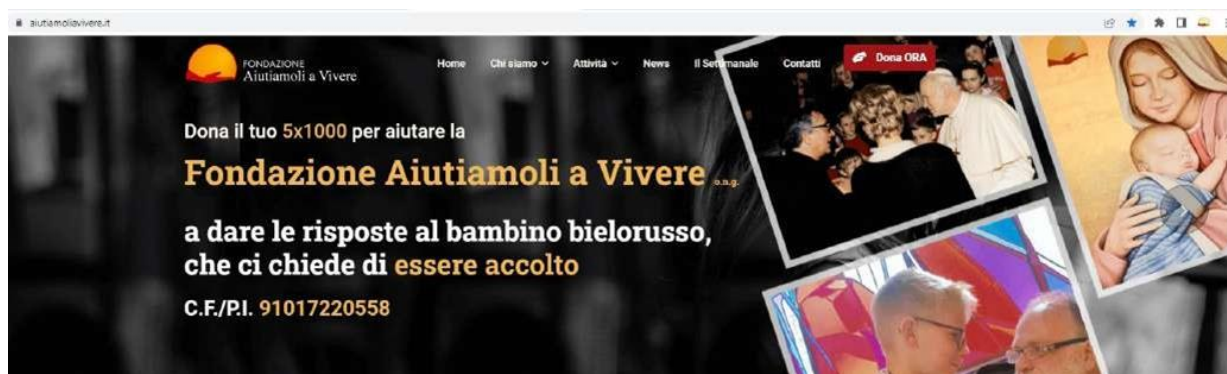 aiutamoliavivere.it
FONDAZIONE
Aiutiamoli a Vivere
Home Chi siamo Attività News Il Settimanale Contatti Dona ORA
Dona il tuo 5x1000 per aiutare la
Fondazione Aiutiamoli a Vivere o.n.g.
a dare le risposte al bambino bielorusso,
che ci chiede di essere accolto
C.F./P.I. 91017220558